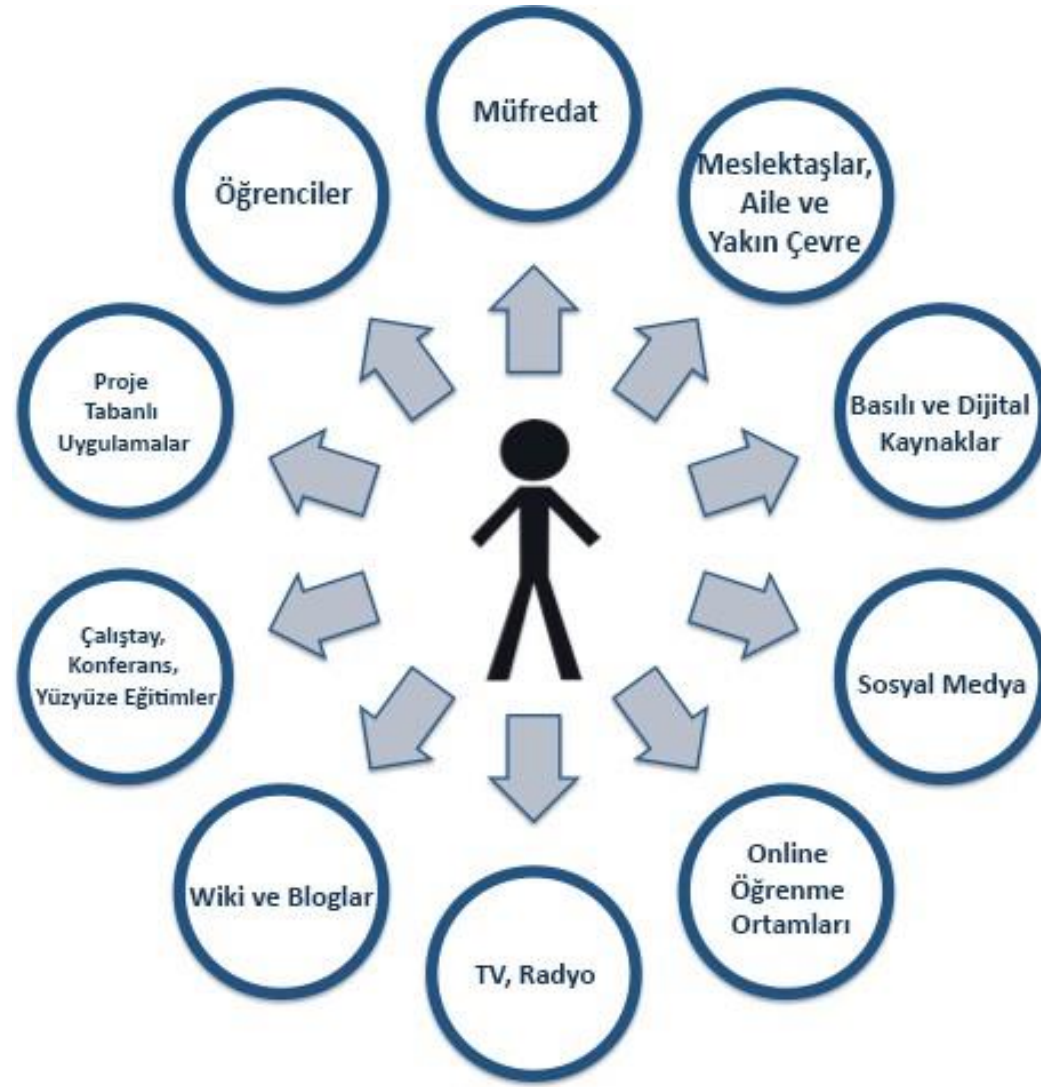 Müfredat
Meslektaşlar,
Aile ve
Yakın Çevre
Basılı ve Dijital
Kaynaklar
Sosyal Medya
Online
Öğrenme
Ortamları
TV, Radyo
Wiki ve Bloglar
Çalıştay,
Konferans,
Yüzyüze Eğitimler
Proje
Tabanlı
Uygulamalar
Öğrenciler